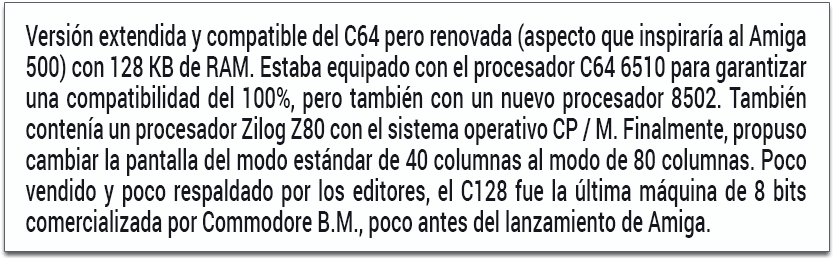 Versión extendida y compatible del C64 pero renovada (aspecto que inspiraría al Amiga
500) con 128 KB de RAM. Estaba equipado con el procesador C64 6510 para garantizar
una compatibilidad del 100%, pero también con un nuevo procesador 8502. También
contenía un procesador Zilog Z80 con el sistema operativo CP / M. Finalmente, propuso
cambiar la pantalla del modo estándar de 40 columnas al modo de 80 columnas. Poco
vendido y poco respaldado por los editores, el C128 fue la última máquina de 8 bits
comercializada por Commodore B.M., poco antes del lanzamiento de Amiga.